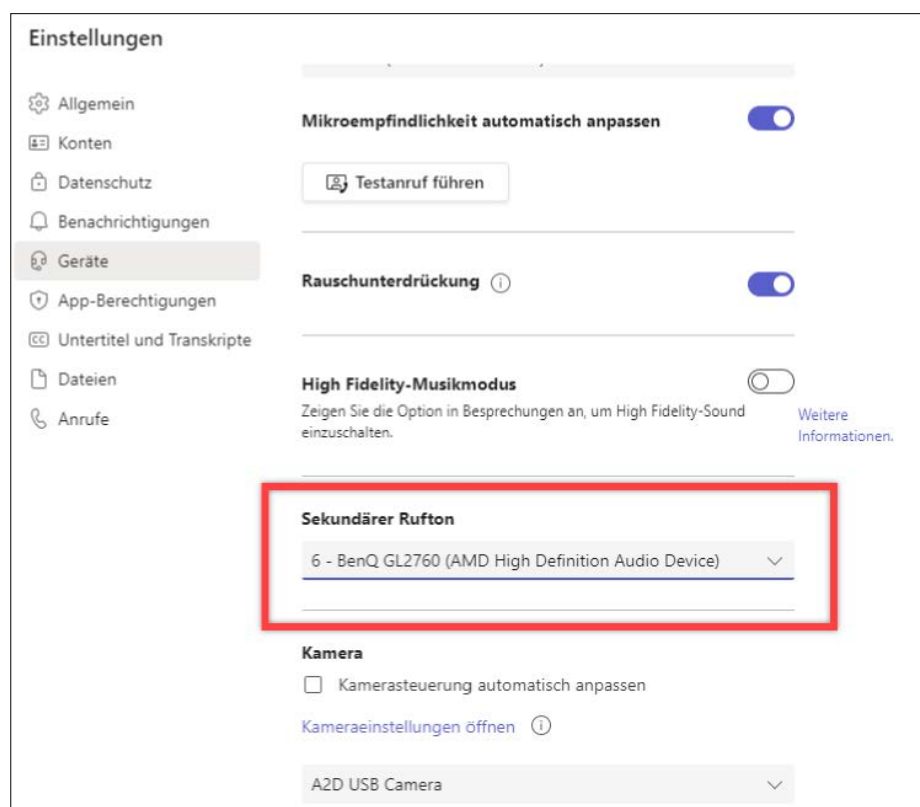 Einstellungen
Allgemein
Konten
Datenschutz
Benachrichtigungen
Geräte
App-Berechtigungen
Untertitel und Transkripte
Dateien
Anrufe
Mikroempfindlichkeit automatisch anpassen
Testanruf führen
Rauschunterdrückung
High Fidelity-Musikmodus
Zeigen Sie die Option in Besprechungen an, um High Fidelity-Sound
einzuschalten.
Weitere
Informationen.
Sekundärer Rufton
6 - BenQ GL2760 (AMD High Definition Audio Device)
Kamera
Kamerasteuerung automatisch anpassen
Kameraeinstellungen öffnen
A2D USB Camera